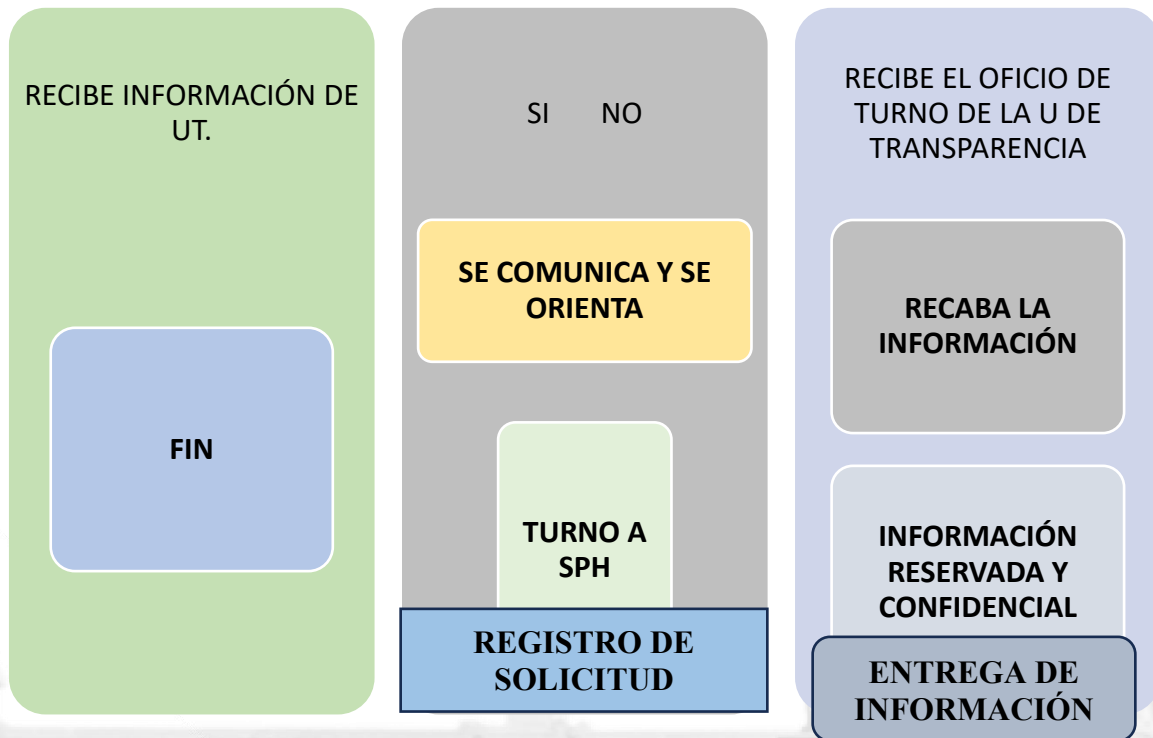 RECIBE INFORMACIÓN DE
UT.
FIN
SI NO
SE COMUNICA Y SE
ORIENTA
TURNO A
SPH
REGISTRO DE
SOLICITUD
RECIBE EL OFICIO DE
TURNO DE LA U DE
TRANSPARENCIA
RECABA LA
INFORMACIÓN
INFORMACIÓN
RESERVADA Y
CONFIDENCIAL
ENTREGA DE
INFORMACIÓN